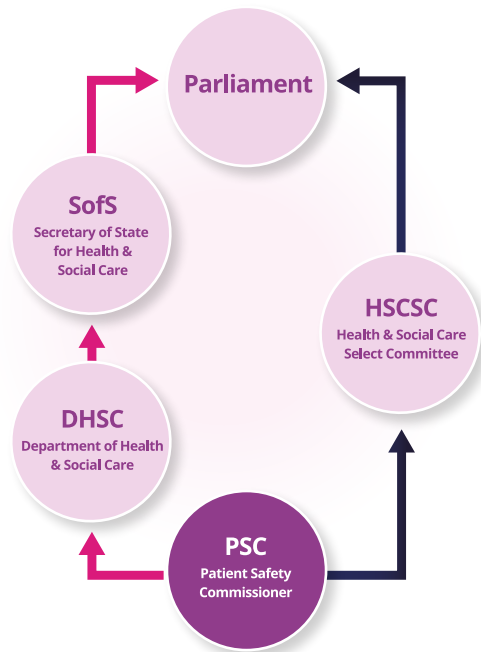 Parliament
SofS
Secretary of State
for Health &
Social Care
HSCSC
Health & Social Care
Select Committee
DHSC
Department of Health
& Social Care
PSC
Patient Safety
Commissioner